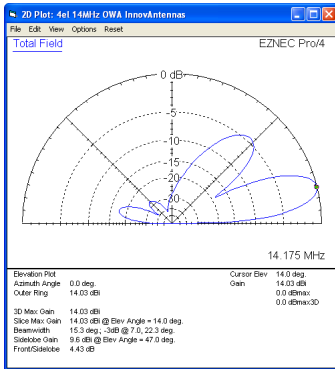 2D Plot: 4el 14MHz OWA InnovAntennas
File Edit View Options Reset
Total Field
EZNEC Pro/4
0 dB
-5
-10
-15
-20
-30
14.175 MHz
Elevation Plot
Azimuth Angle 0.0 deg.
Outer Ring 14.03 dBi
Cursor Elev 14.0 deg.
Gain 14.03 dBi
0.0 dBmax
0.0 dBmax3D
3D Max Gain 14.03 dBi
Slice Max Gain 14.03 dBi @ Elev Angle = 14.0 deg.
Beamwidth 15.3 deg.; -3dB @ 7.0, 22.3 deg.
Sidelobe Gain 9.6 dBi @ Elev Angle = 47.0 deg.
Front/Sidelobe 4.43 dB